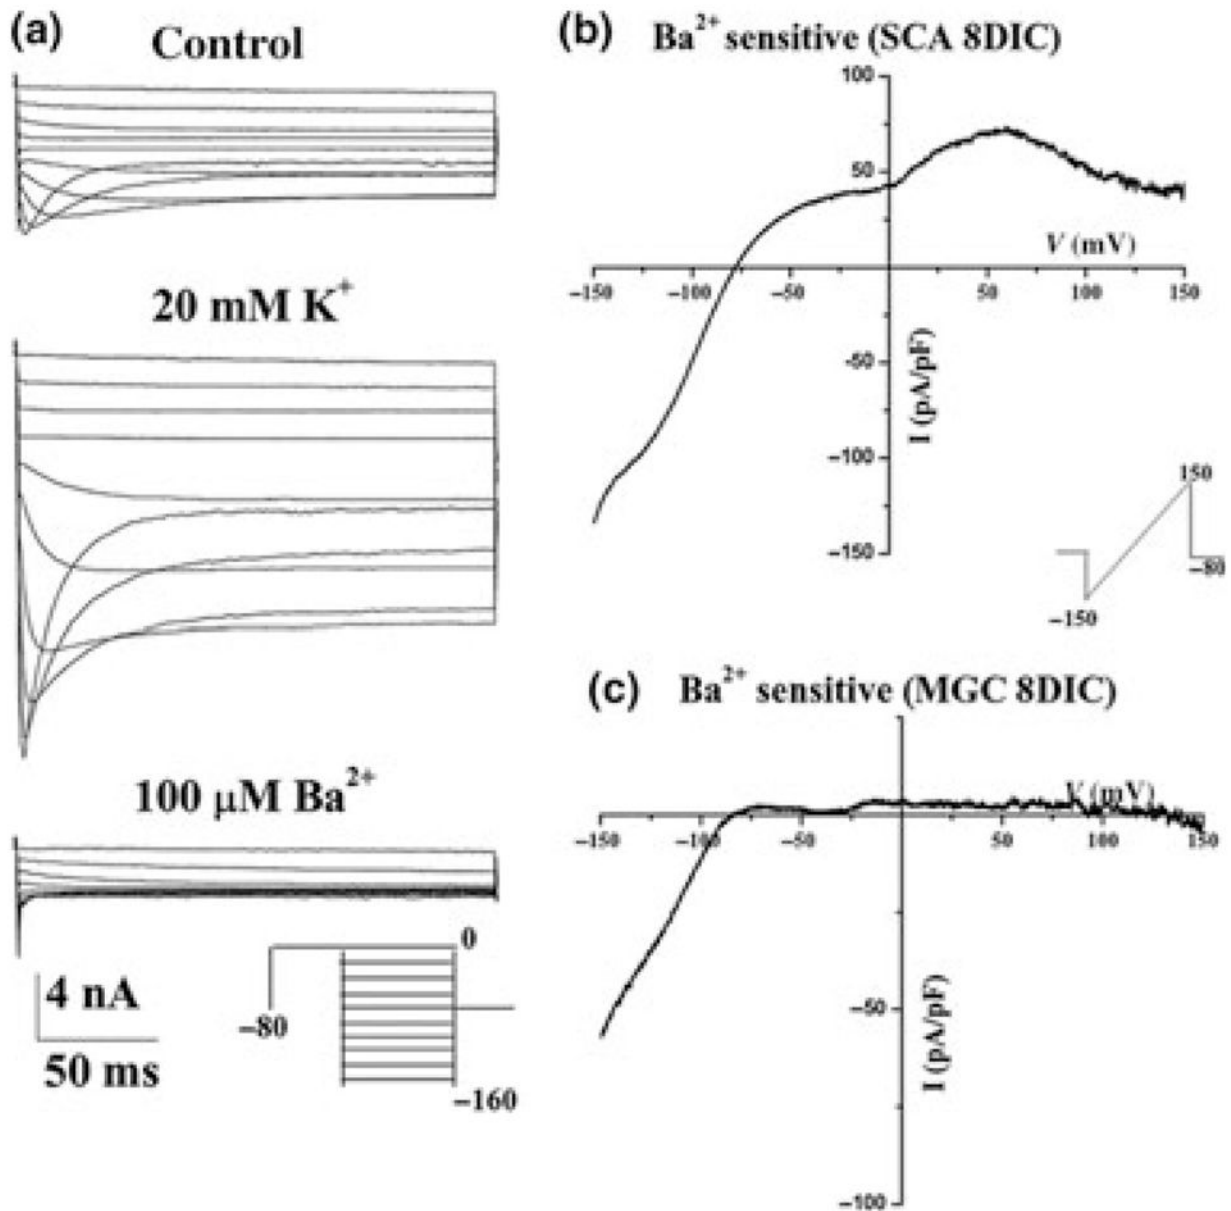 (a)
Control
20 mM K⁺
100 μM Ba²⁺
4 nA
50 ms
0
−80
−160
(b) Ba²⁺ sensitive (SCA 8DIC)
100
50
V (mV)
−150 −100 −50 50 100 150
−50
−100
−150
I (pA/pF)
150
−80
−150
(c) Ba²⁺ sensitive (MGC 8DIC)
V (mV)
−150 −100 −50 50 100 150
−50
−100
I (pA/pF)